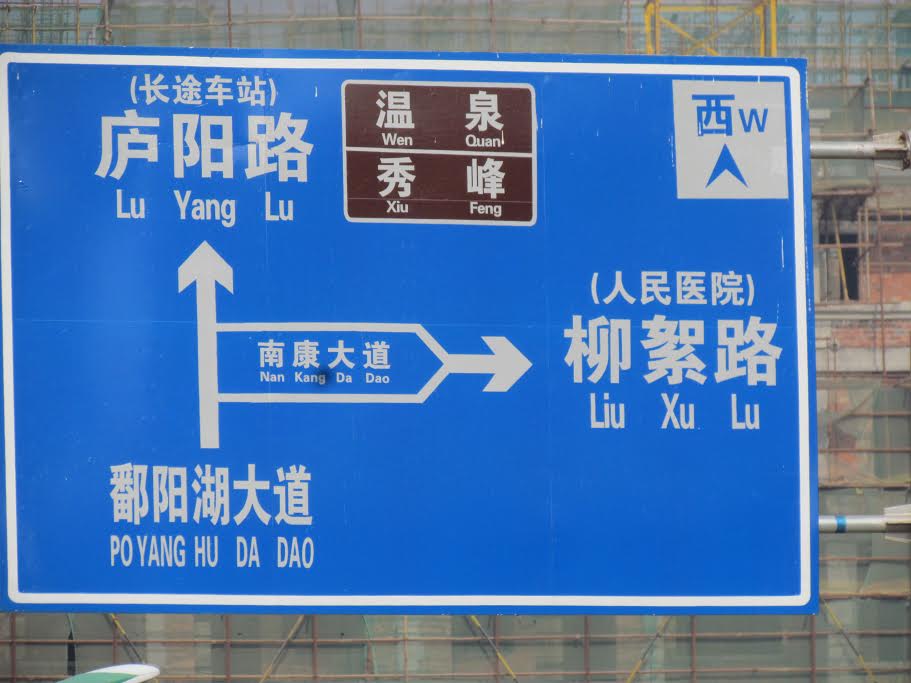 (长途车站)
庐阳路
Lu Yang Lu
温泉
Wen Quan
秀峰
Xiu Feng
西W
(人民医院)
柳絮路
Liu Xu Lu
南康大道
Nan Kang Da Dao
鄱阳湖大道
PO YANG HU DA DAO